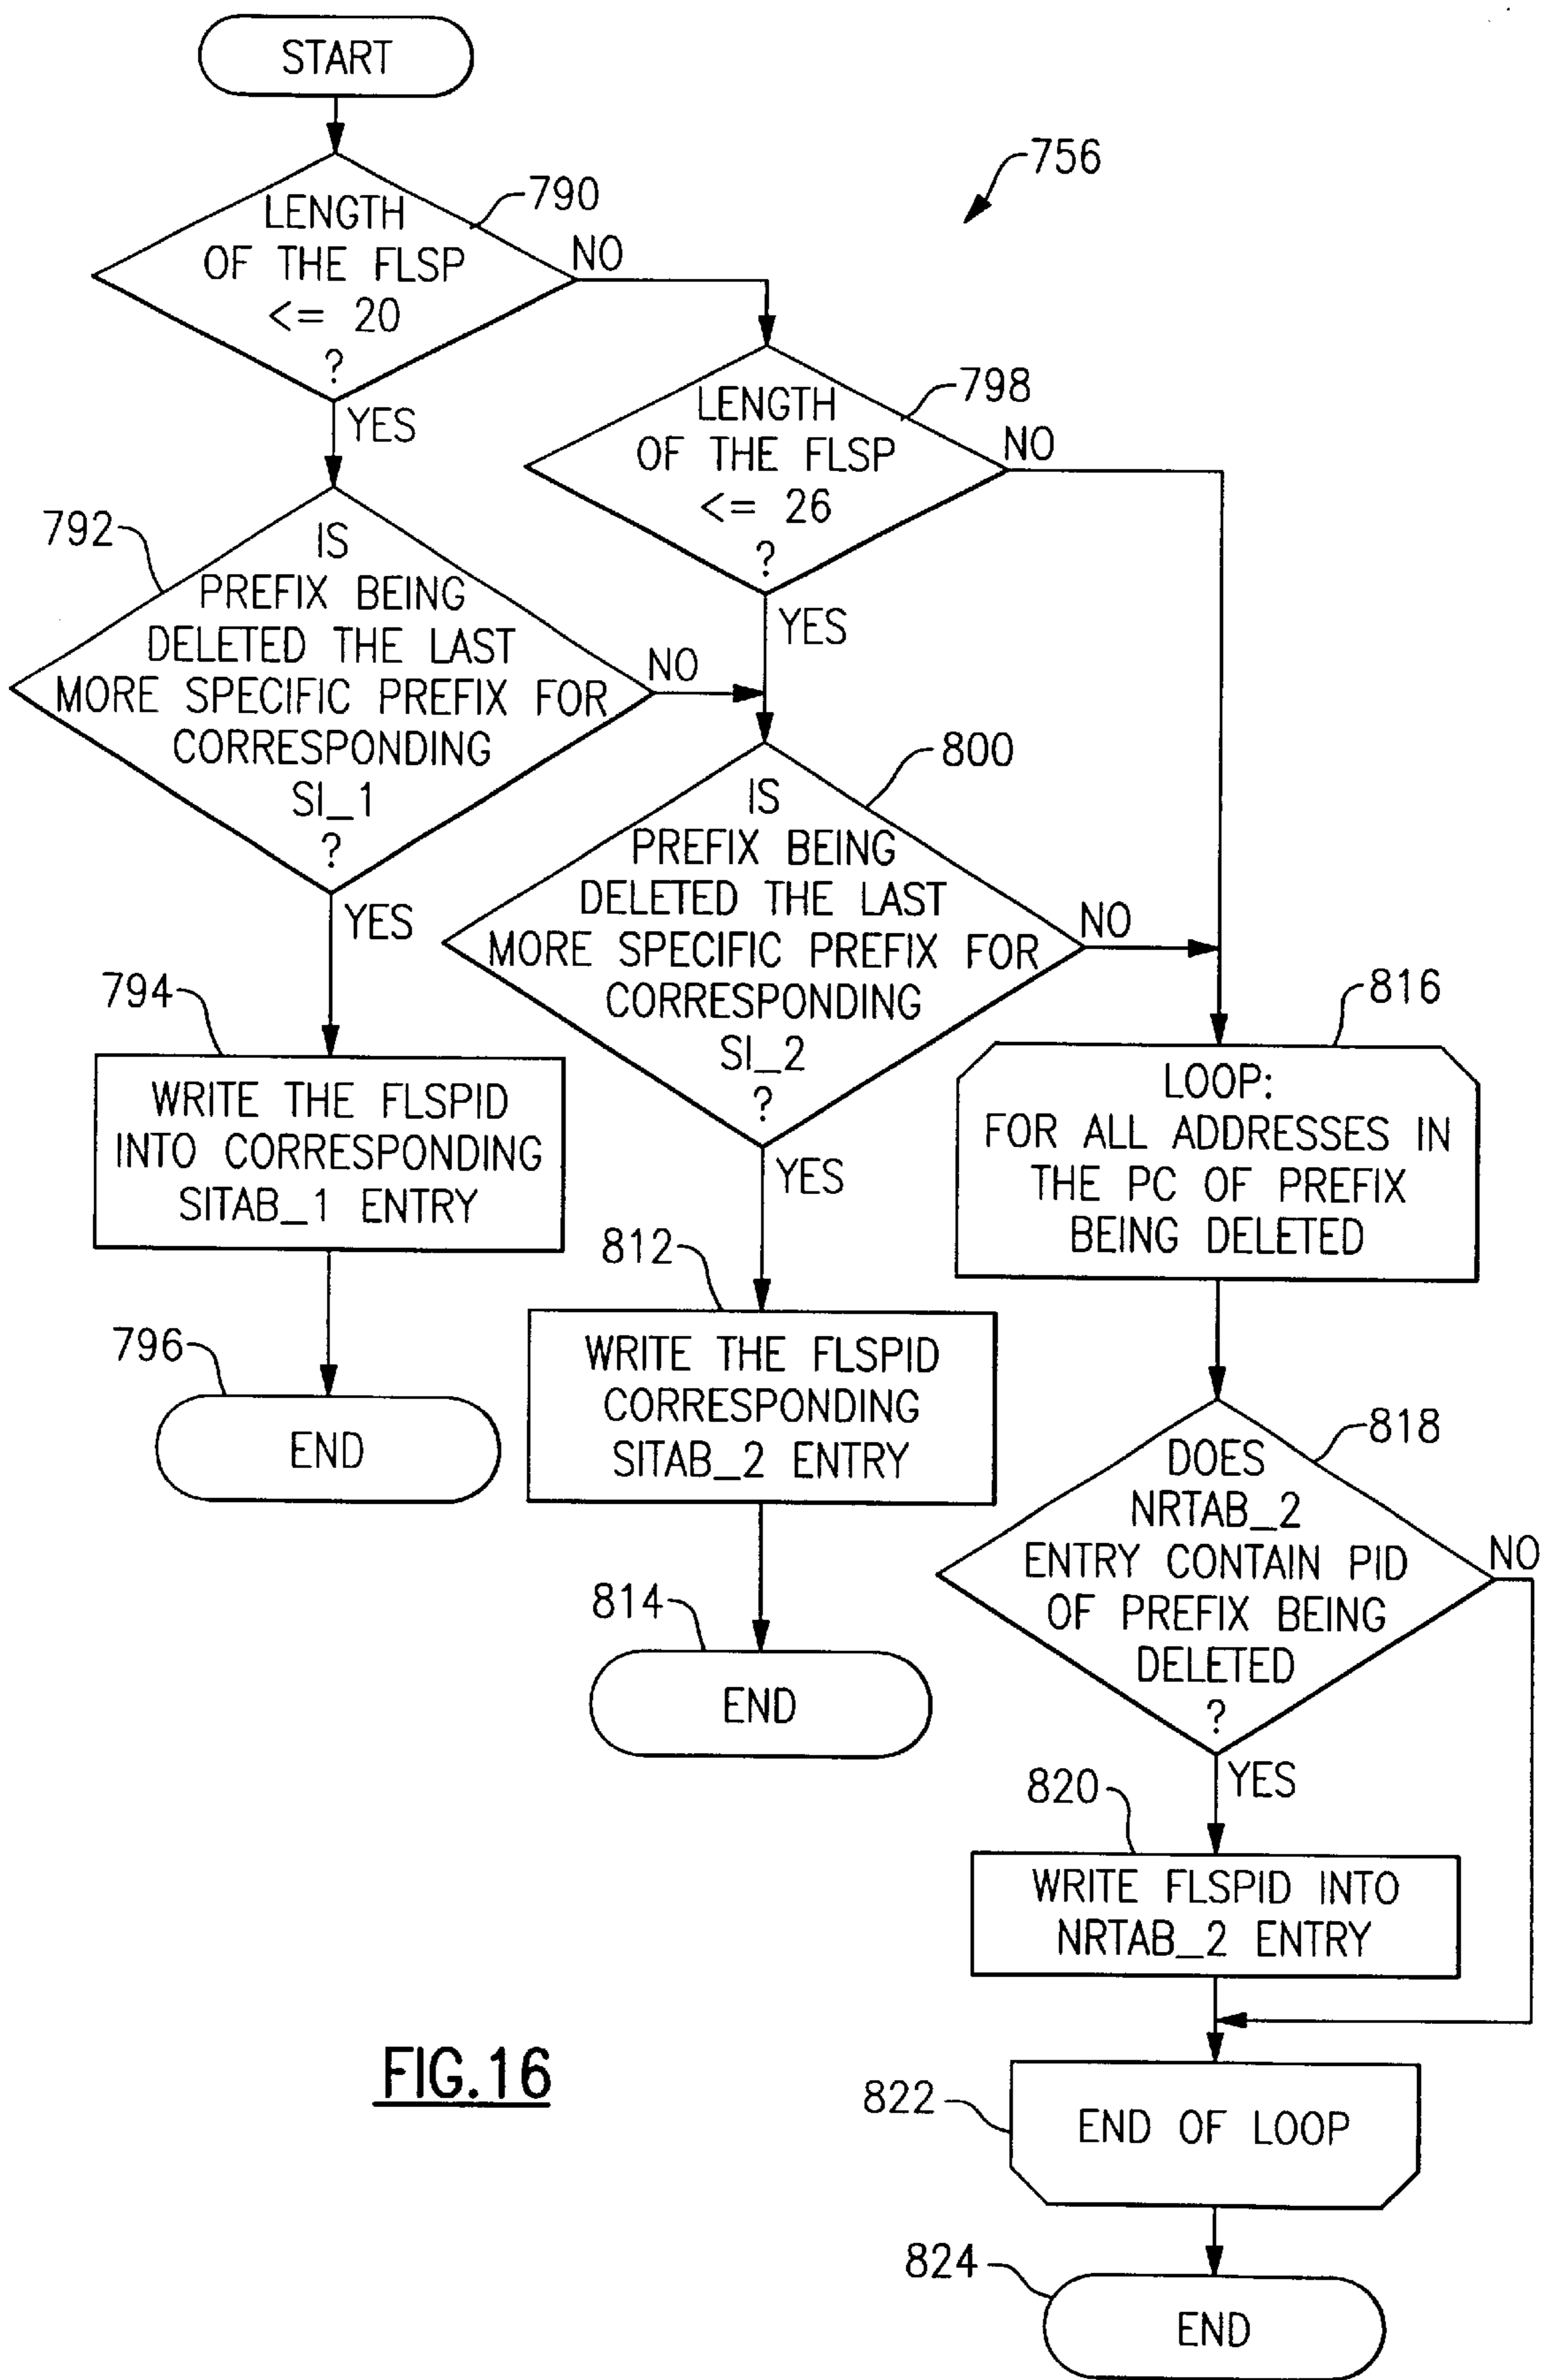 START
756
790
LENGTH
OF THE FLSP
<= 20
?
NO
YES
798
LENGTH
OF THE FLSP
<= 26
?
NO
YES
792
IS
PREFIX BEING
DELETED THE LAST
MORE SPECIFIC PREFIX FOR
CORRESPONDING
SI_1
?
NO
YES
800
IS
PREFIX BEING
DELETED THE LAST
MORE SPECIFIC PREFIX FOR
CORRESPONDING
SI_2
?
NO
YES
794
WRITE THE FLSPID
INTO CORRESPONDING
SITAB_1 ENTRY
796
END
812
WRITE THE FLSPID
CORRESPONDING
SITAB_2 ENTRY
814
END
816
LOOP:
FOR ALL ADDRESSES IN
THE PC OF PREFIX
BEING DELETED
818
DOES
NRTAB_2
ENTRY CONTAIN PID
OF PREFIX BEING
DELETED
?
NO
YES
820
WRITE FLSPID INTO
NRTAB_2 ENTRY
822
END OF LOOP
824
END
FIG.16